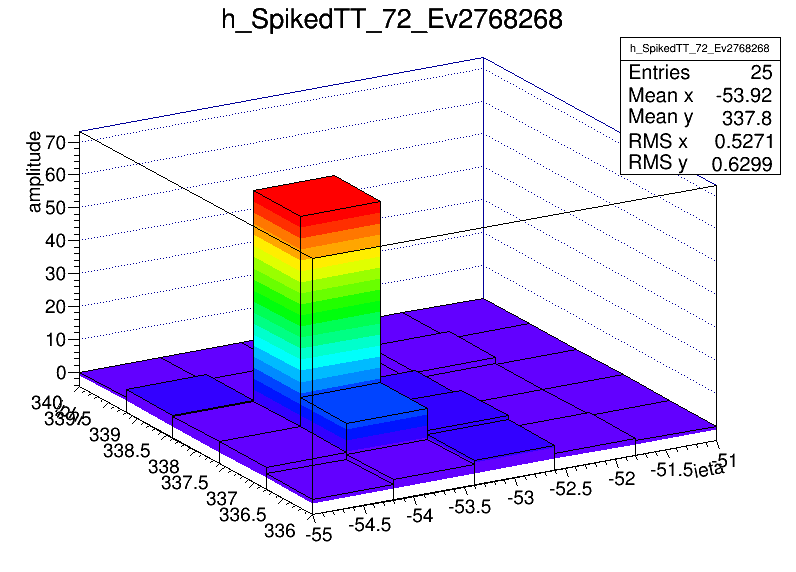 h_SpikedTT_72_Ev2768268
h_SpikedTT_72_Ev2768268
Entries 25
Mean x -53.92
Mean y 337.8
RMS x 0.5271
RMS y 0.6299
amplitude
70
60
50
40
30
20
10
0
340
339.5
339
338.5
338
337.5
337
336.5
336
-55
-54.5
-54
-53.5
-53
-52.5
-52
-51.5
-51
ieta